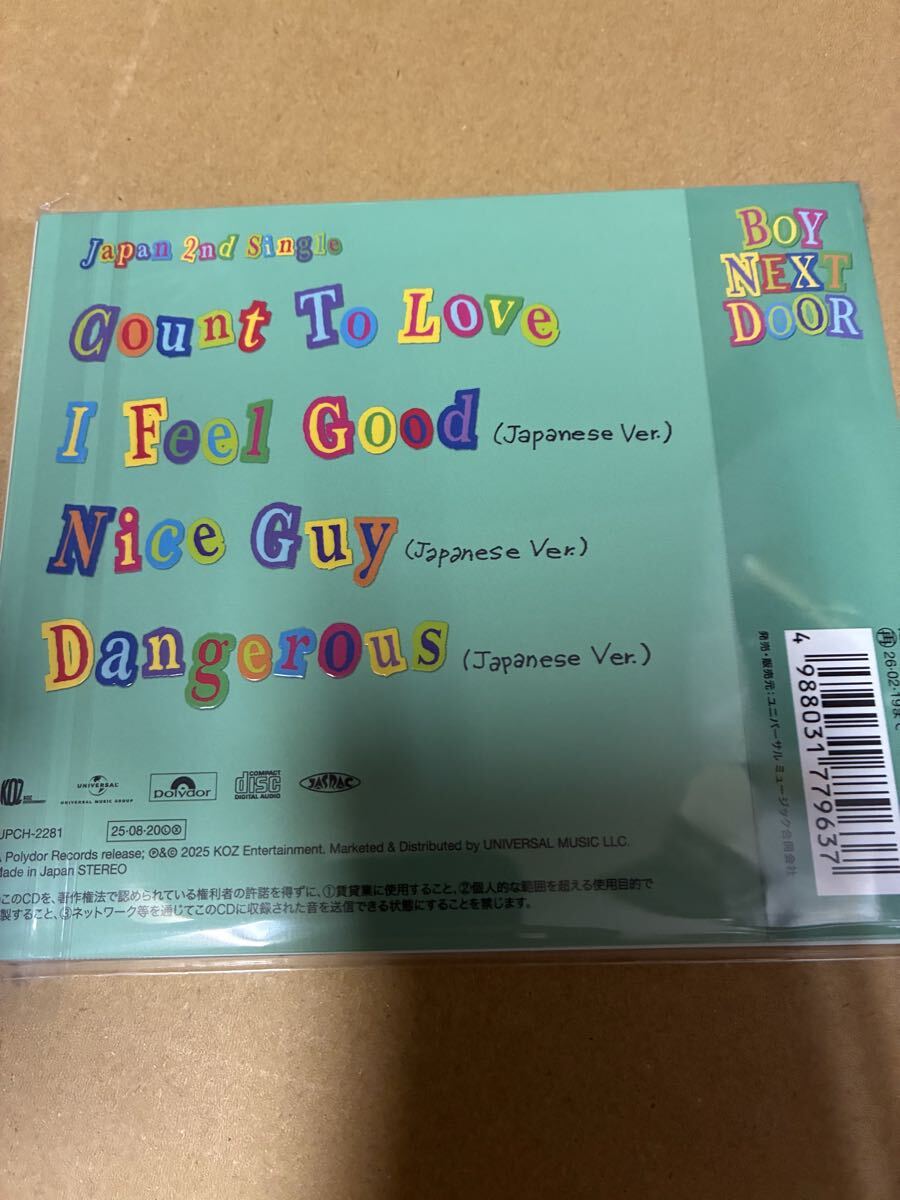 Japan 2nd Single
Count To Love
I Feel Good (Japanese Ver.)
Nice Guy (Japanese Ver.)
Dangerous (Japanese Ver.)
BOY
NEXT
DOOR
KOZ
UNIVERSAL
UNIVERSAL MUSIC GROUP
polydor
COMPACT
disc
DIGITAL AUDIO
JASRAC
UPCH-2281
25・08・20
A Polydor Records release; ℗&© 2025 KOZ Entertainment. Marketed & Distributed by UNIVERSAL MUSIC LLC.
Made in Japan STEREO
このCDを、著作権法で認められている権利者の許諾を得ずに、①賃貸業に使用すること、②個人的な範囲を超える使用目的で
製すること、③ネットワーク等を通じてこのCDに収録された音を送信できる状態にすることを禁じます。
発売・販売元：ユニバーサル ミュージック合同会社
4 988031 779637
再 26・02・19まで